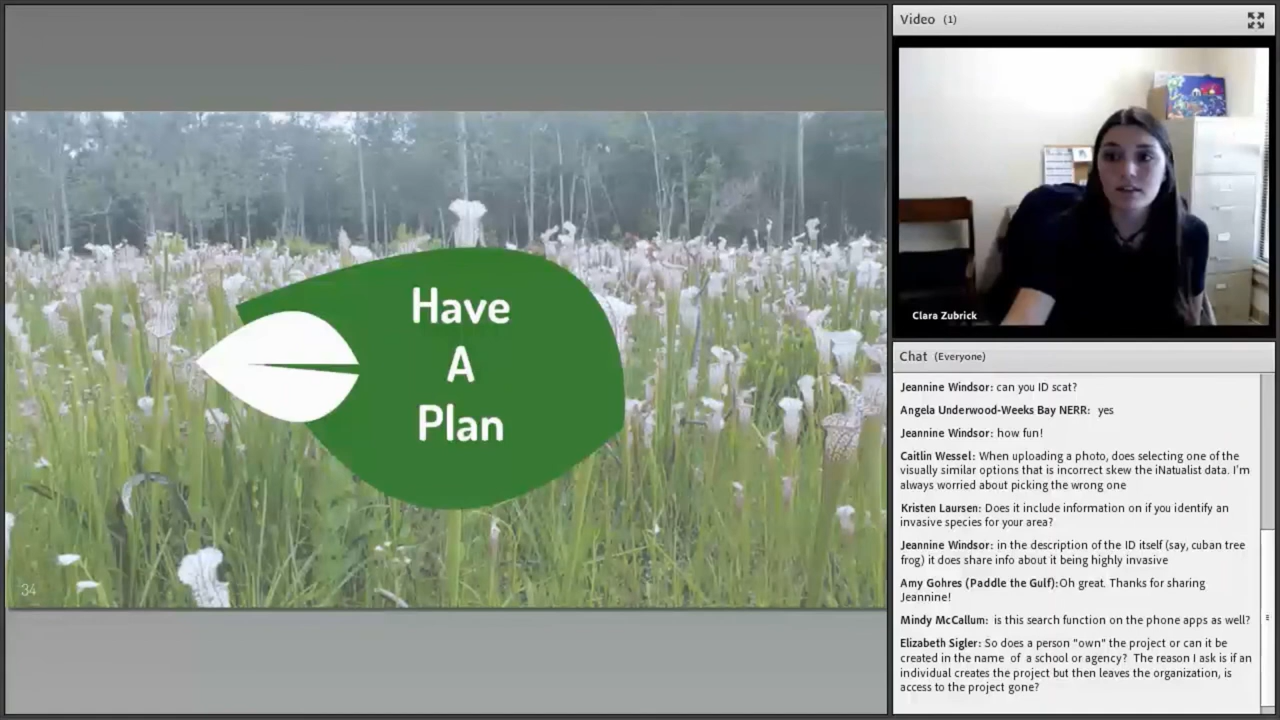 Have
A
Plan
34
Video (1)
Clara Zubrick
Chat (Everyone)
Jeannine Windsor: can you ID scat?
Angela Underwood-Weeks Bay NERR: yes
Jeannine Windsor: how fun!
Caitlin Wessel: When uploading a photo, does selecting one of the
visually similar options that is incorrect skew the iNatualist data. I'm
always worried about picking the wrong one
Kristen Laursen: Does it include information on if you identify an
invasive species for your area?
Jeannine Windsor: in the description of the ID itself (say, cuban tree
frog) it does share info about it being highly invasive
Amy Gohres (Paddle the Gulf):Oh great. Thanks for sharing
Jeannine!
Mindy McCallum: is this search function on the phone apps as well?
Elizabeth Sigler: So does a person "own" the project or can it be
created in the name of a school or agency? The reason I ask is if an
individual creates the project but then leaves the organization, is
access to the project gone?